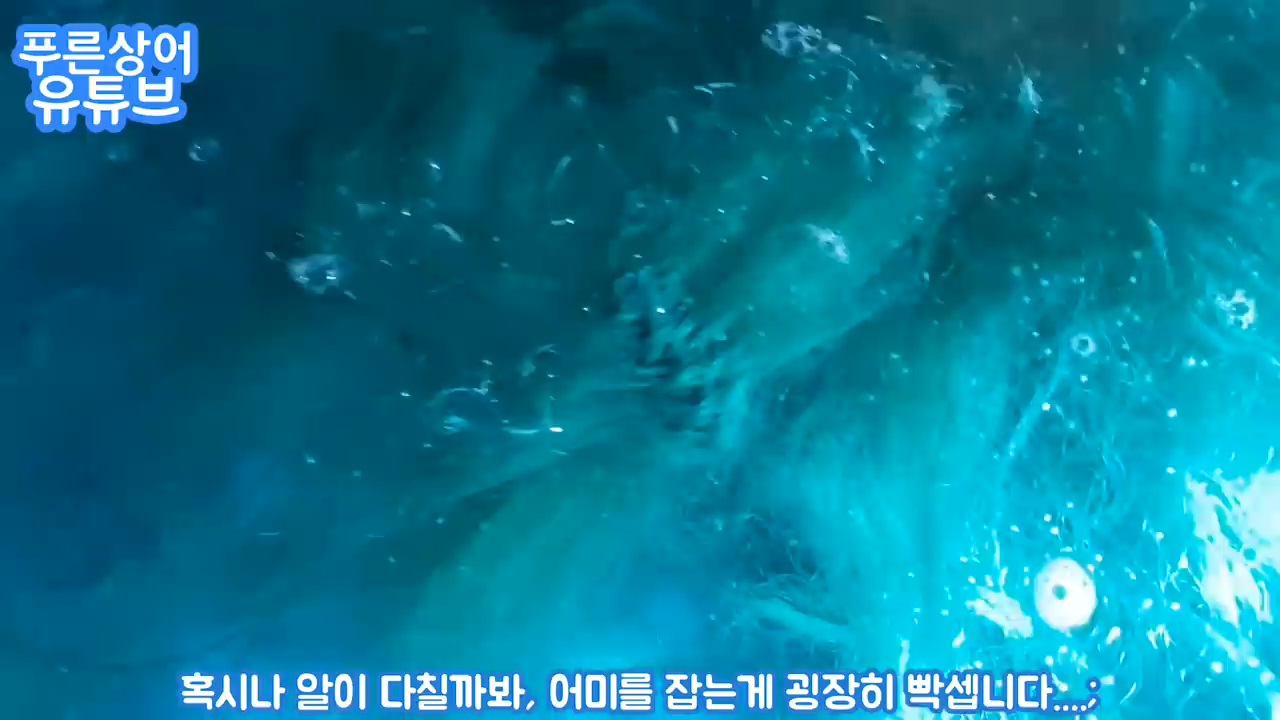 푸른상어
유튜브
혹시나 알이 다칠까봐, 어미를 잡는게 굉장히 빡셉니다....;